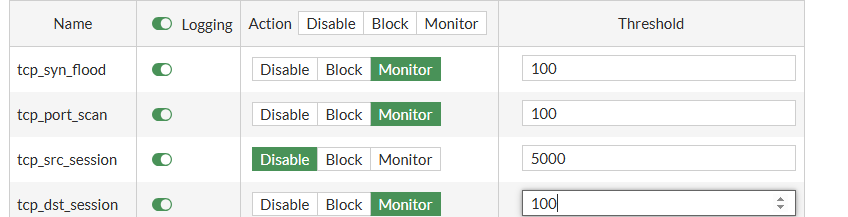 Name Logging Action Disable Block Monitor Threshold
tcp_syn_flood Disable Block Monitor 100
tcp_port_scan Disable Block Monitor 100
tcp_src_session Disable Block Monitor 5000
tcp_dst_session Disable Block Monitor 100